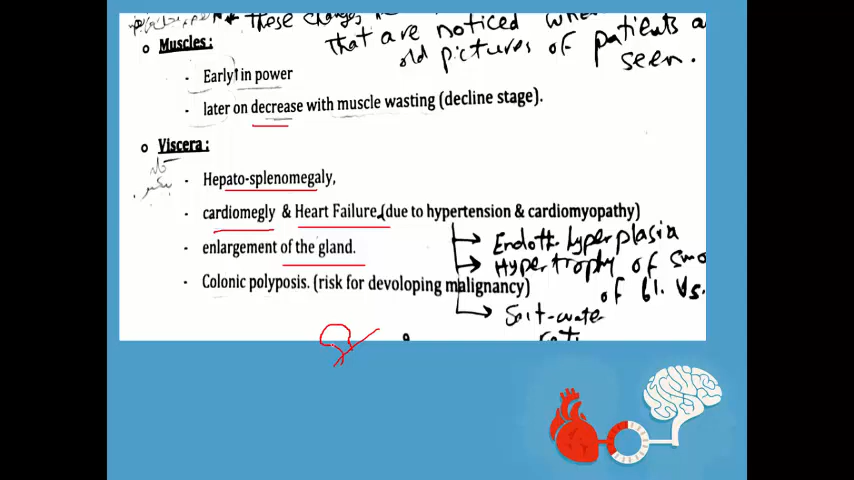 * These changes
that are noticed when
old pictures of patients a
seen.
o Muscles:
- Early↑ in power
- later on decrease with muscle wasting (decline stage).
o Viscera:
- Hepato-splenomegaly,
- cardiomegly & Heart Failure, (due to hypertension & cardiomyopathy)
→ Endoth. hyperplasia
- enlargement of the gland.
→ Hypertrophy of smo
of bl. Vs.
- Colonic polyposis. (risk for devoloping malignancy)
→ Salt-water